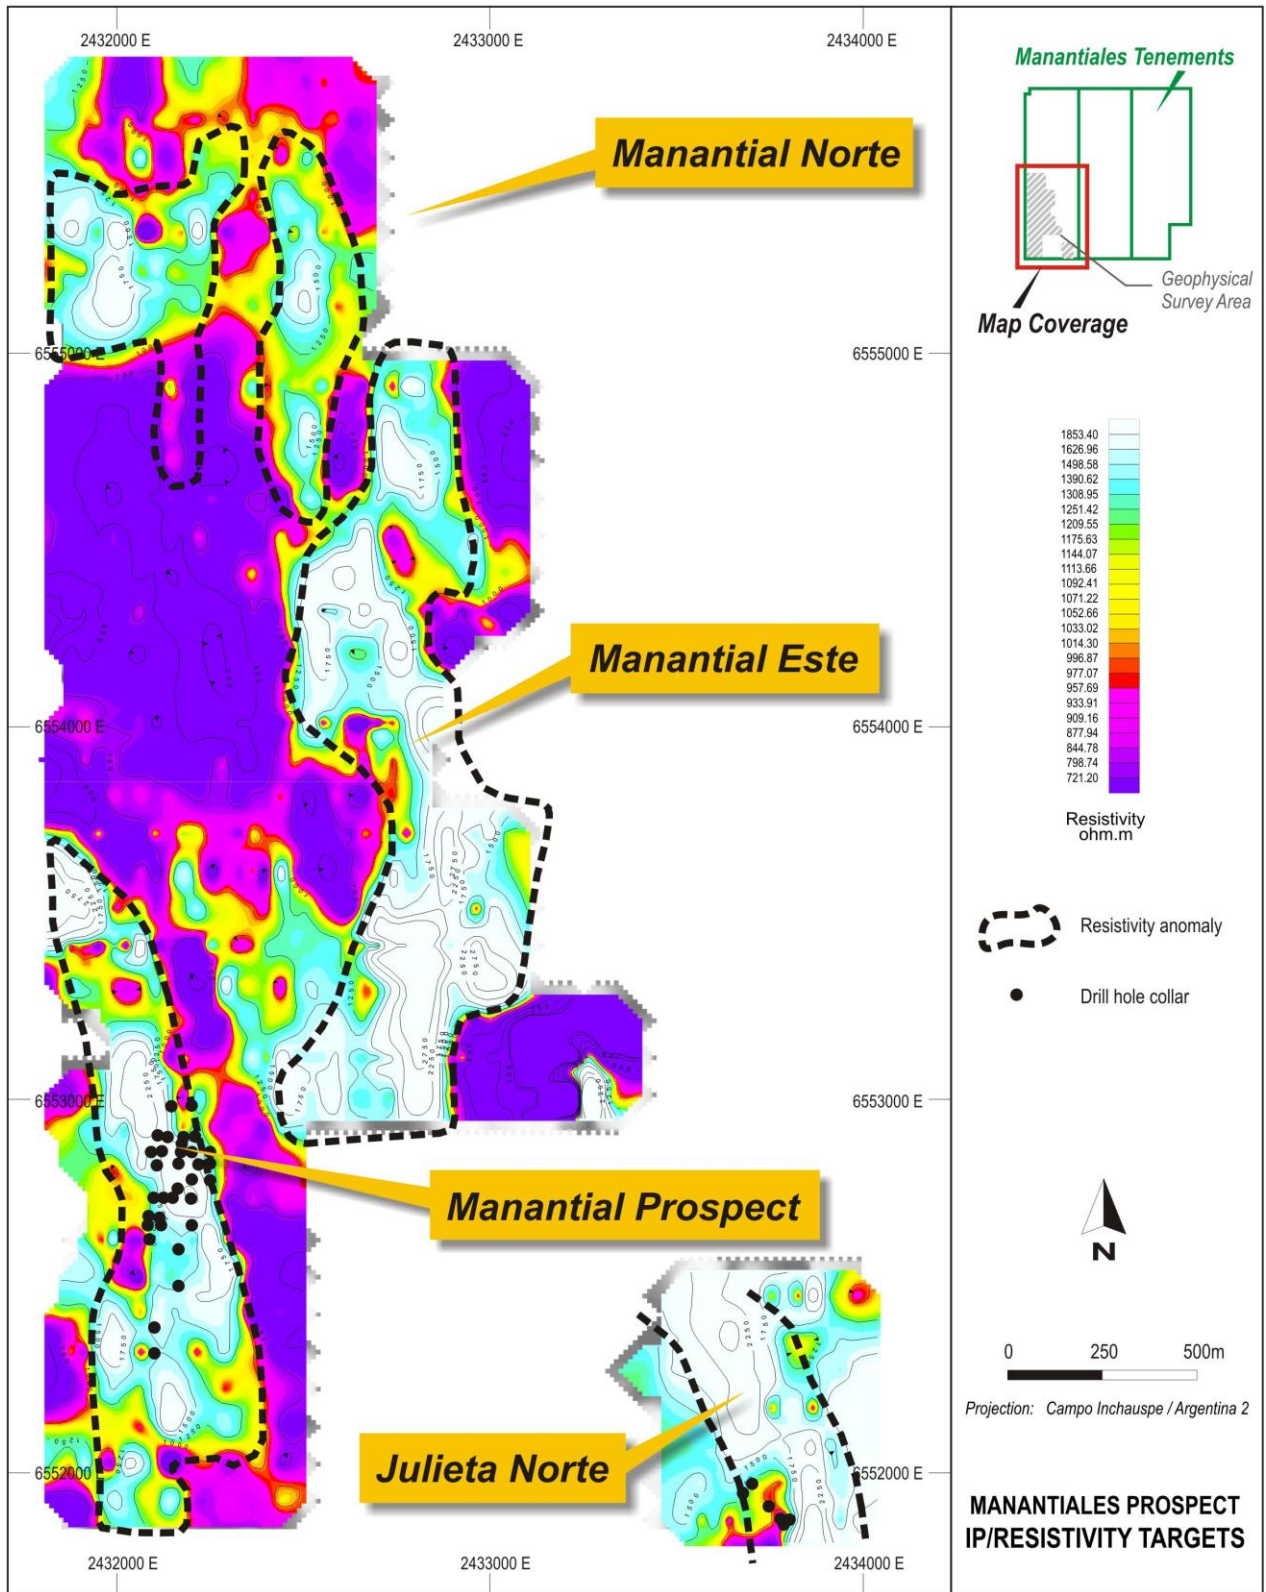 2432000 E
2433000 E
2434000 E
Manantial Norte
6555000 E
6555000 E
Manantial Este
6554000 E
6554000 E
6553000 E
6553000 E
Manantial Prospect
Julieta Norte
6552000 E
6552000 E
2432000 E
2433000 E
2434000 E
Manantiales Tenements
Geophysical
Survey Area
Map Coverage
1853.40
1626.96
1498.58
1390.62
1308.95
1251.42
1209.55
1175.63
1144.07
1113.66
1092.41
1071.22
1052.66
1033.02
1014.30
996.87
977.07
957.69
933.91
909.16
877.94
844.78
798.74
721.20
Resistivity
ohm.m
Resistivity anomaly
Drill hole collar
N
0 250 500m
Projection: Campo Inchauspe / Argentina 2
MANANTIALES PROSPECT
IP/RESISTIVITY TARGETS